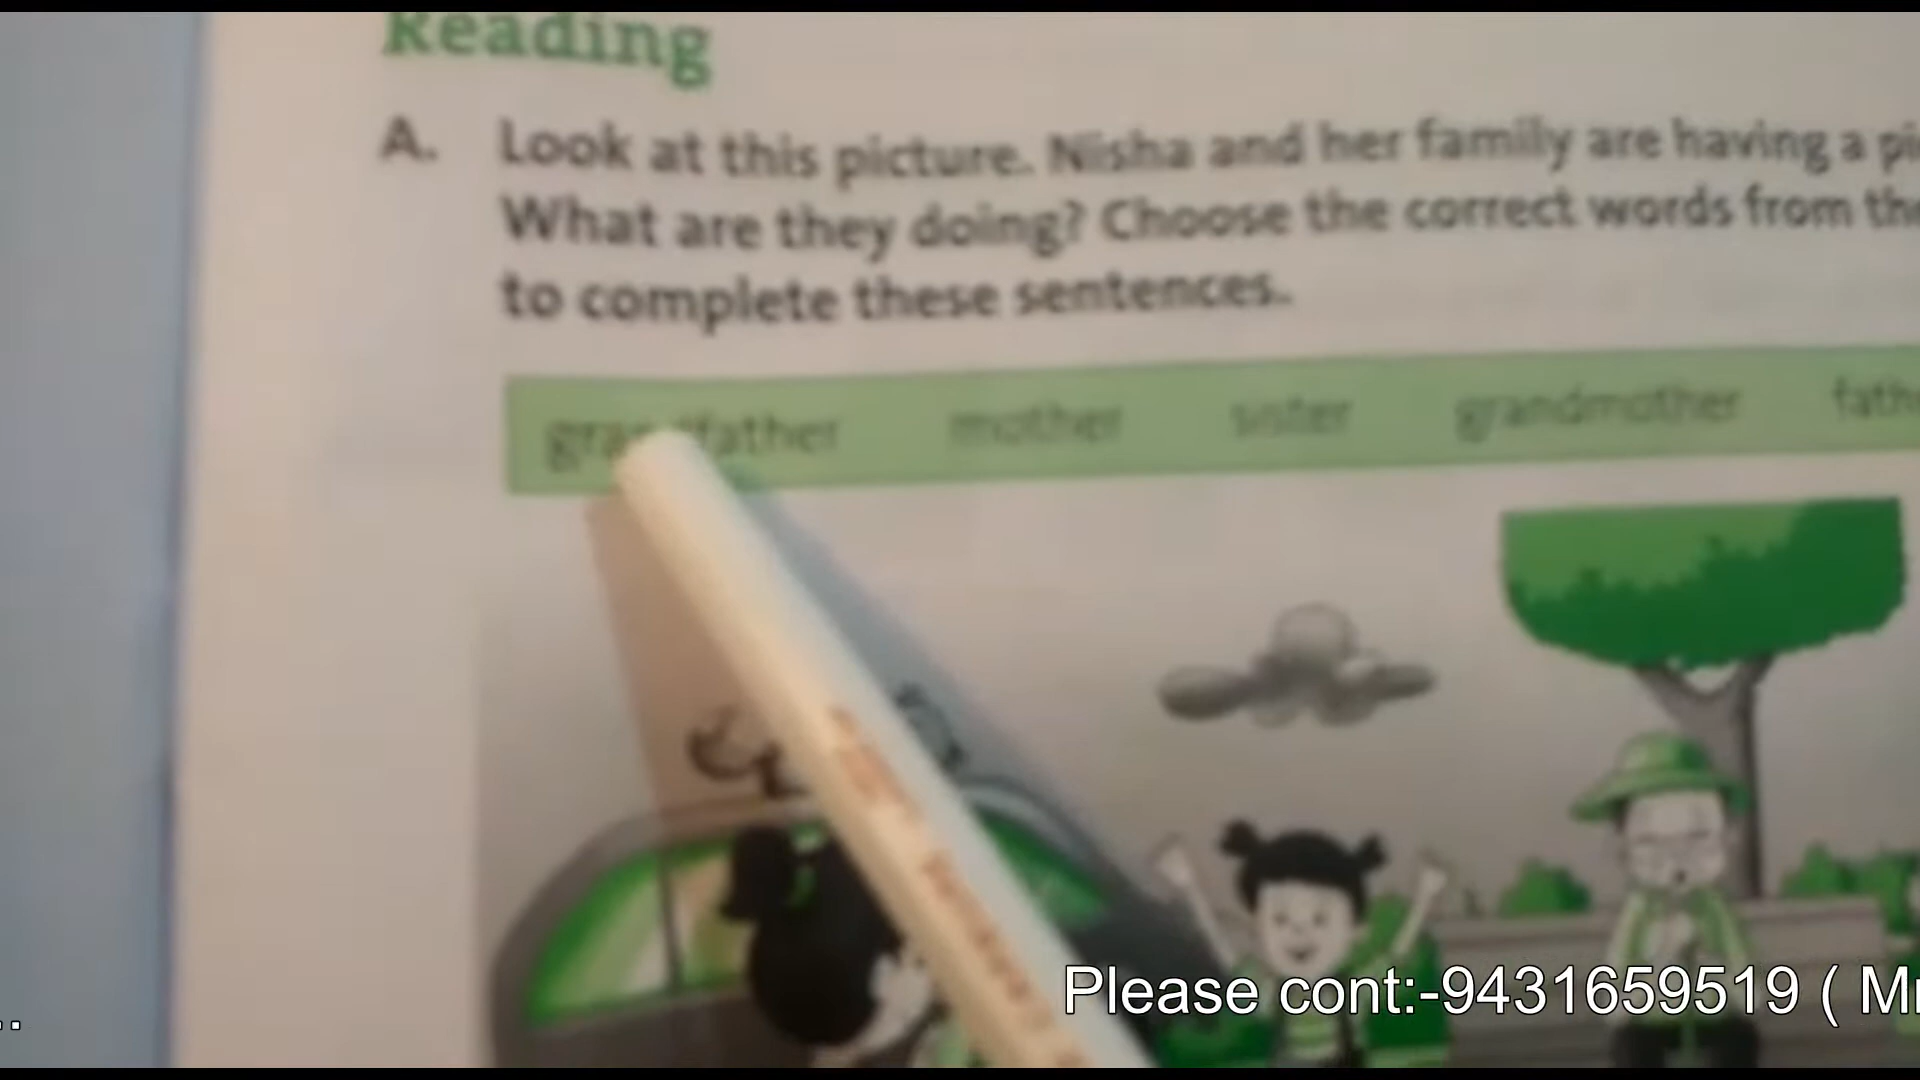 Reading
A. Look at this picture. Nisha and her family are having a
What are they doing? Choose the correct words from
to complete these sentences.
grandfather mother sister grandmother
Please cont:-9431659519 (